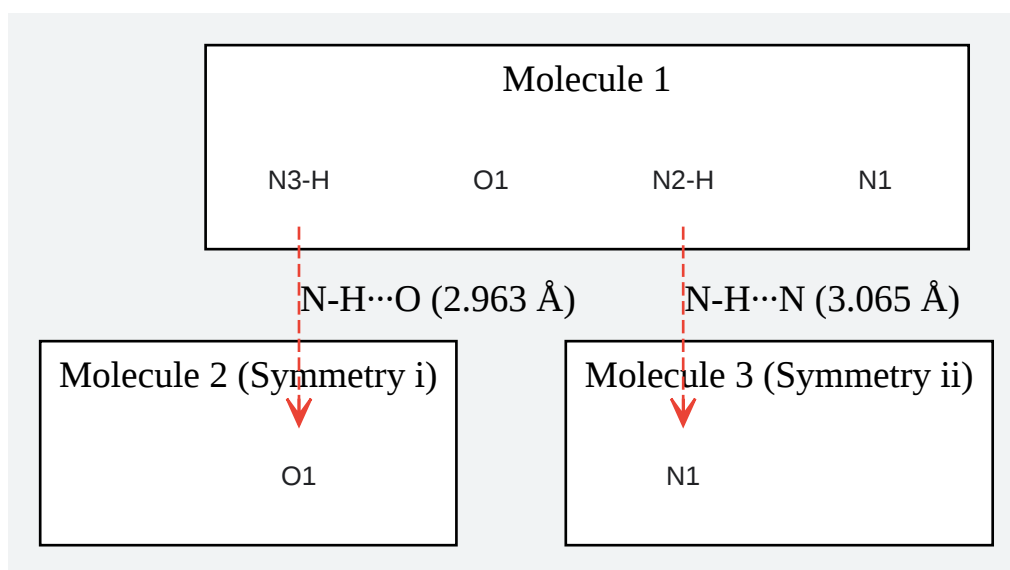 Molecule 1
N3-H O1 N2-H N1
N-H···O (2.963 Å) N-H···N (3.065 Å)
Molecule 2 (Symmetry i) Molecule 3 (Symmetry ii)
O1 N1